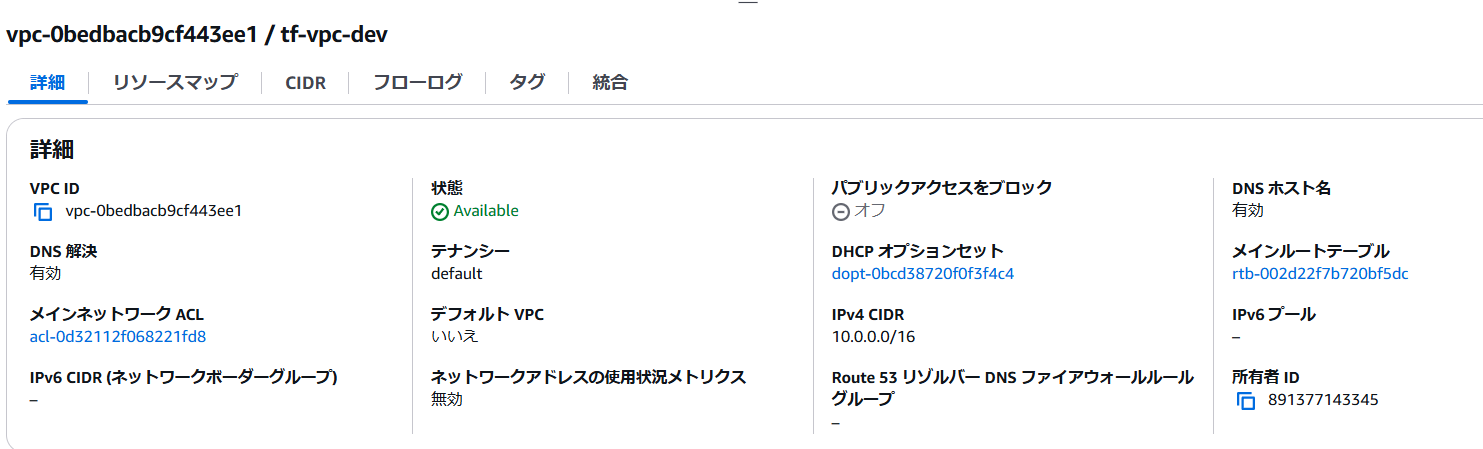 vpc-0bedbacb9cf443ee1 / tf-vpc-dev
詳細
リソースマップ
CIDR
フローログ
タグ
統合
詳細
VPC ID
vpc-0bedbacb9cf443ee1
状態
Available
パブリックアクセスをブロック
オフ
DNS ホスト名
有効
DNS 解決
有効
テナンシー
default
DHCP オプションセット
dopt-0bcd38720f0f3f4c4
メインルートテーブル
rtb-002d22f7b720bf5dc
メインネットワーク ACL
acl-0d32112f068221fd8
デフォルト VPC
いいえ
IPv4 CIDR
10.0.0.0/16
IPv6 プール
–
IPv6 CIDR (ネットワークボーダーグループ)
–
ネットワークアドレスの使用状況メトリクス
無効
Route 53 リゾルバー DNS ファイアウォールルール
グループ
–
所有者 ID
891377143345